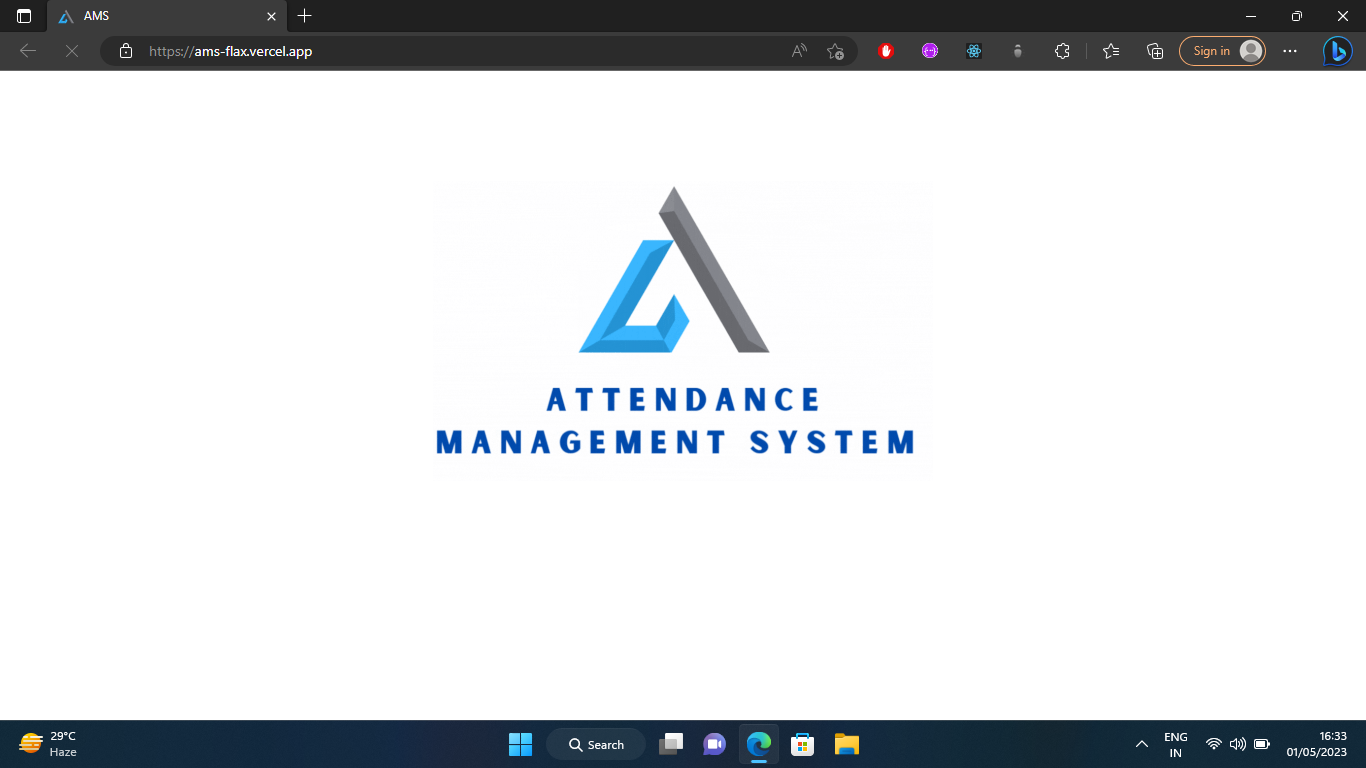 AMS
https://ams-flax.vercel.app
Sign in
ATTENDANCE
MANAGEMENT SYSTEM
29°C
Haze
Search
ENG
IN
16:33
01/05/2023